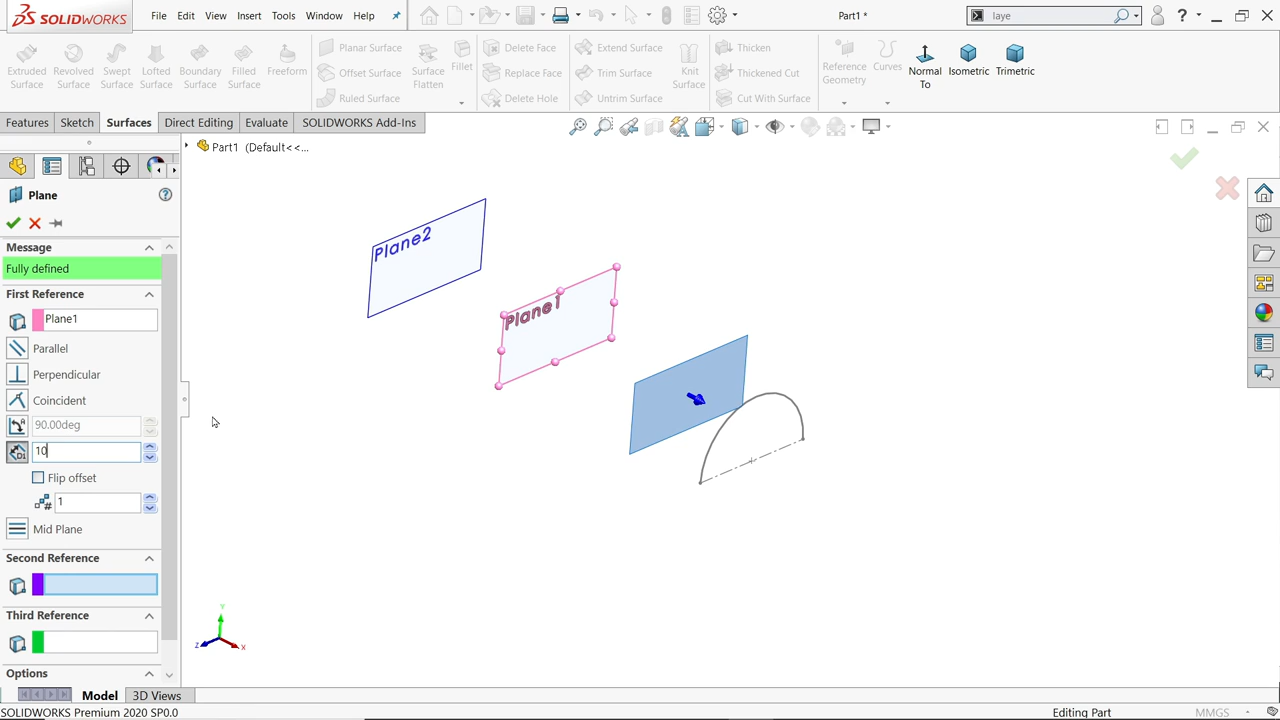 SOLIDWORKS
File Edit View Insert Tools Window Help
Part1 *
laye
Extruded Surface
Revolved Surface
Swept Surface
Lofted Surface
Boundary Surface
Filled Surface
Freeform
Planar Surface
Offset Surface
Ruled Surface
Surface Flatten
Fillet
Delete Face
Replace Face
Delete Hole
Extend Surface
Trim Surface
Untrim Surface
Knit Surface
Thicken
Thickened Cut
Cut With Surface
Reference Geometry
Curves
Normal To
Isometric
Trimetric
Features Sketch Surfaces Direct Editing Evaluate SOLIDWORKS Add-Ins
Part1 (Default<<...
Plane
Message
Fully defined
First Reference
Plane1
Parallel
Perpendicular
Coincident
90.00deg
10
Flip offset
1
Mid Plane
Second Reference
Third Reference
Options
Plane2
Plane1
Y
Z
X
Model 3D Views
SOLIDWORKS Premium 2020 SP0.0
Editing Part
MMGS